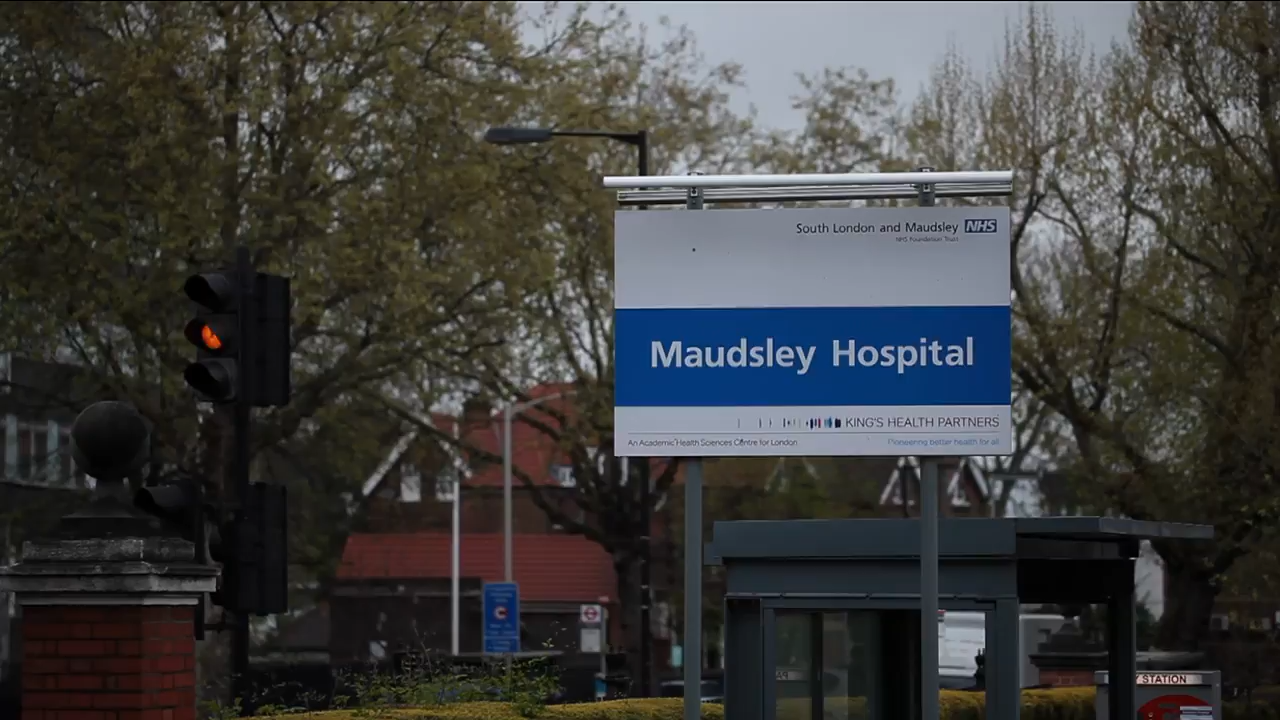 South London and Maudsley NHS
NHS Foundation Trust
Maudsley Hospital
KING'S HEALTH PARTNERS
An Academic Health Sciences Centre for London
Pioneering better health for all
C
Y STATION